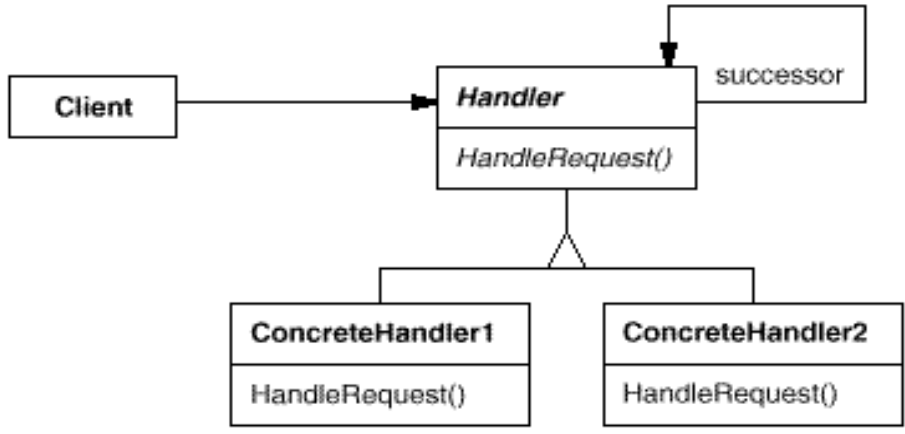 successor
Client
Handler
HandleRequest()
ConcreteHandler1
ConcreteHandler2
HandleRequest()
HandleRequest()